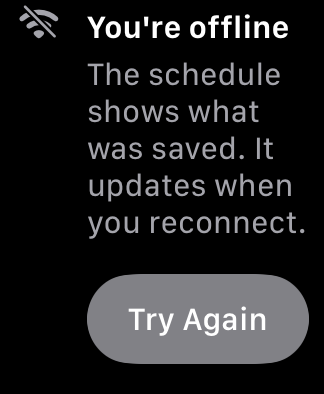 You're offline
The schedule
shows what
was saved. It
updates when
you reconnect.
Try Again